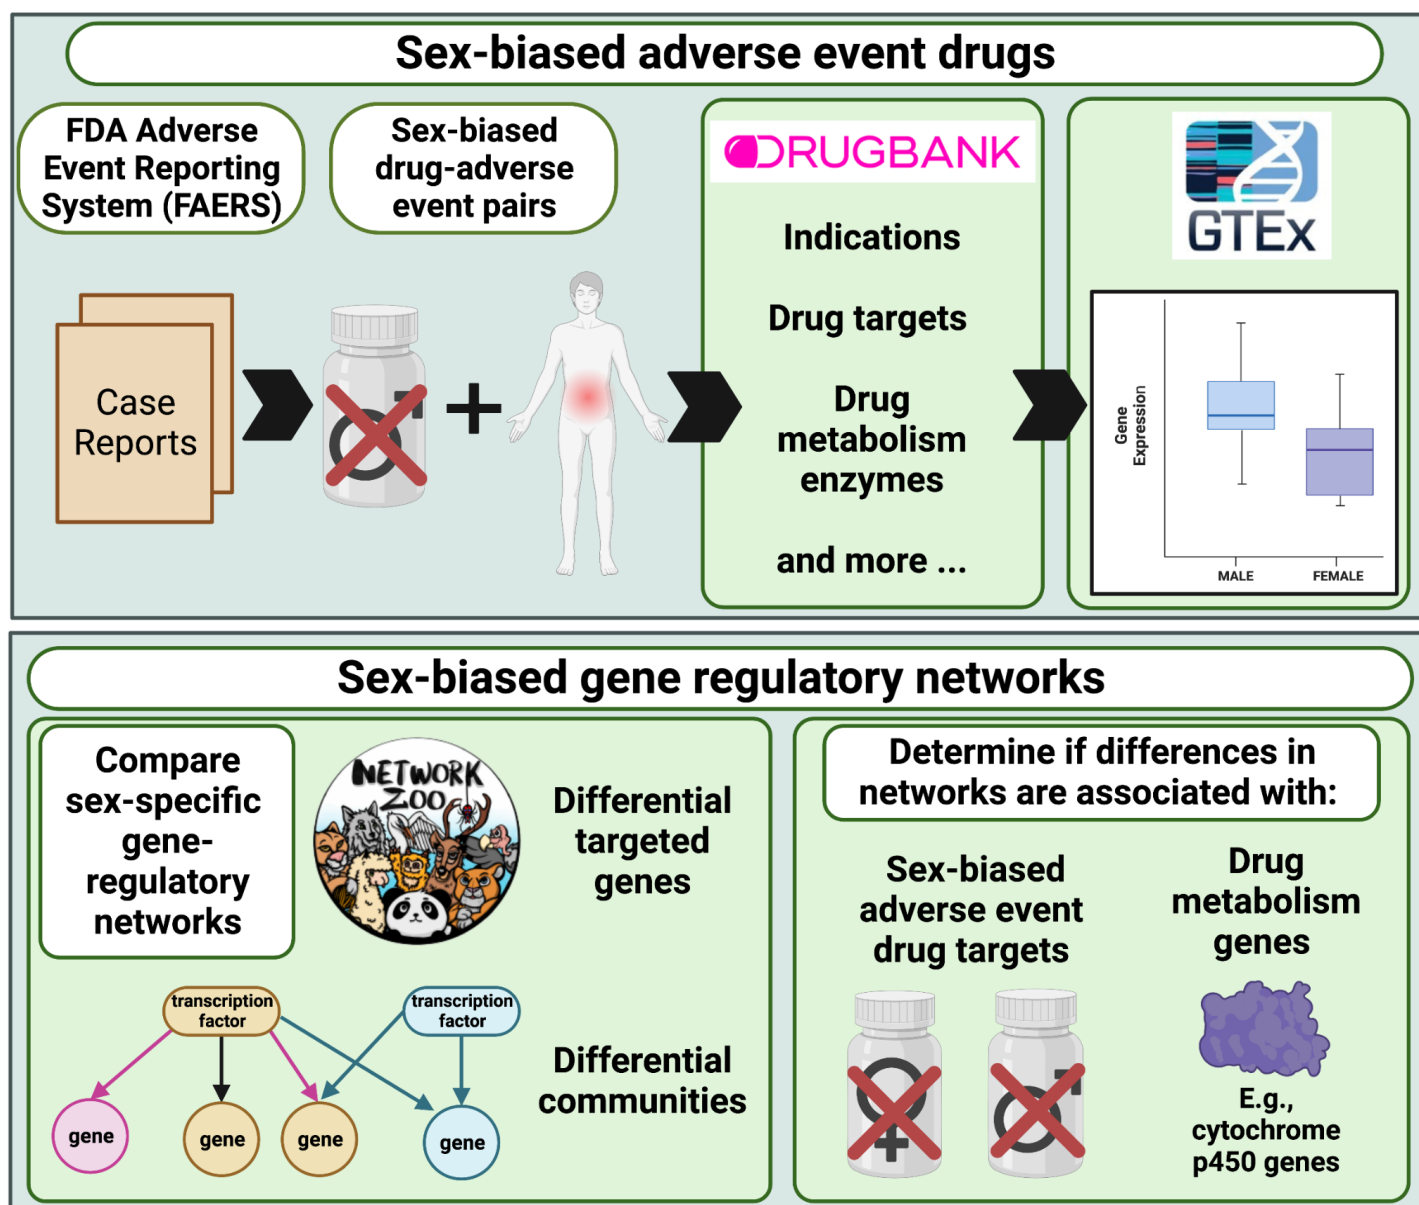 Sex-biased adverse event drugs
FDA Adverse
Event Reporting
System (FAERS)
Sex-biased
drug-adverse
event pairs
Case
Reports
DRUGBANK
Indications
Drug targets
Drug
metabolism
enzymes
and more ...
GTEx
Gene
Expression
MALE
FEMALE
Sex-biased gene regulatory networks
Compare
sex-specific
gene-
regulatory
networks
NETWORK
ZOO
Differential
targeted
genes
transcription
factor
transcription
factor
gene
gene
gene
gene
Differential
communities
Determine if differences in
networks are associated with:
Sex-biased
adverse event
drug targets
Drug
metabolism
genes
E.g.,
cytochrome
p450 genes